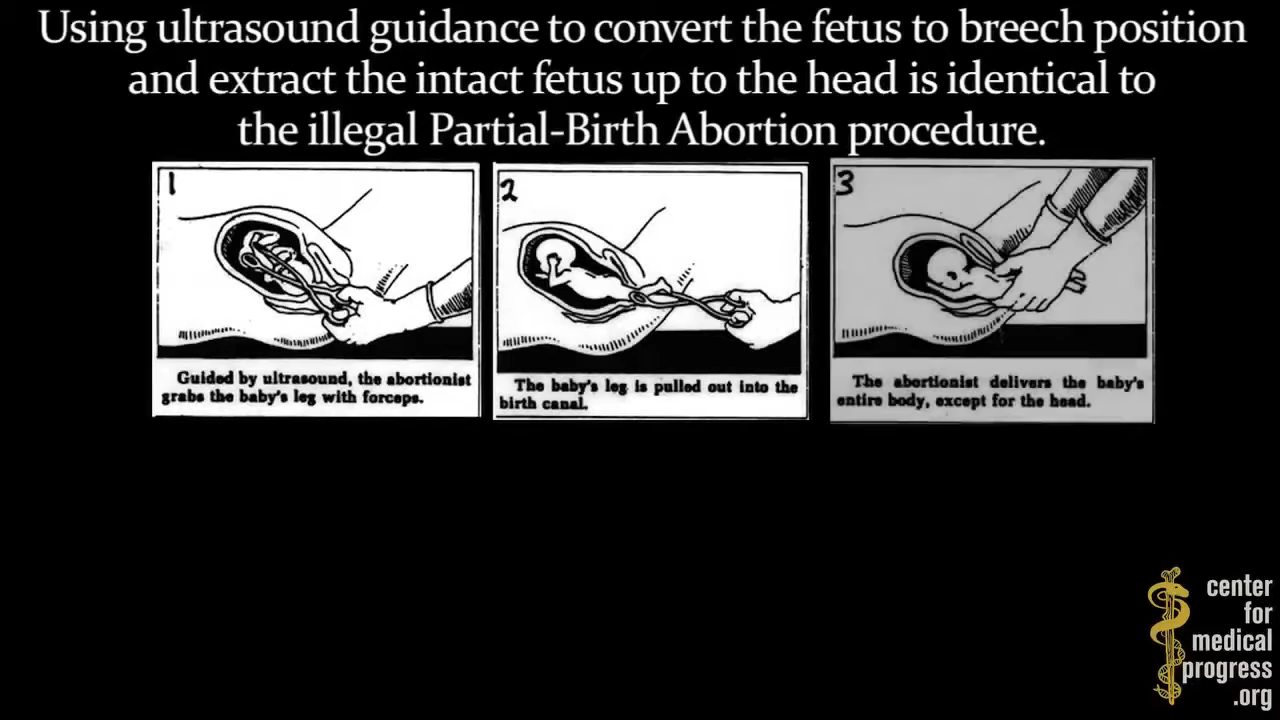 Using ultrasound guidance to convert the fetus to breech position
and extract the intact fetus up to the head is identical to
the illegal Partial-Birth Abortion procedure.
1
Guided by ultrasound, the abortionist
grabs the baby's leg with forceps.
2
The baby's leg is pulled out into the
birth canal.
3
The abortionist delivers the baby's
entire body, except for the head.
center
for
medical
progress
.org